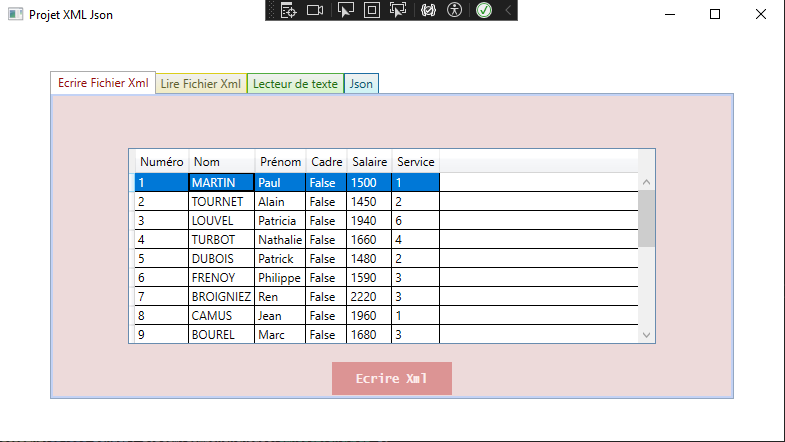 Projet XML Json
Ecrire Fichier Xml Lire Fichier Xml Lecteur de texte Json
Numéro Nom Prénom Cadre Salaire Service
1 MARTIN Paul False 1500 1
2 TOURNET Alain False 1450 2
3 LOUVEL Patricia False 1940 6
4 TURBOT Nathalie False 1660 4
5 DUBOIS Patrick False 1480 2
6 FRENOY Philippe False 1590 3
7 BROIGNIEZ Ren False 2220 3
8 CAMUS Jean False 1960 1
9 BOUREL Marc False 1680 3
Ecrire Xml